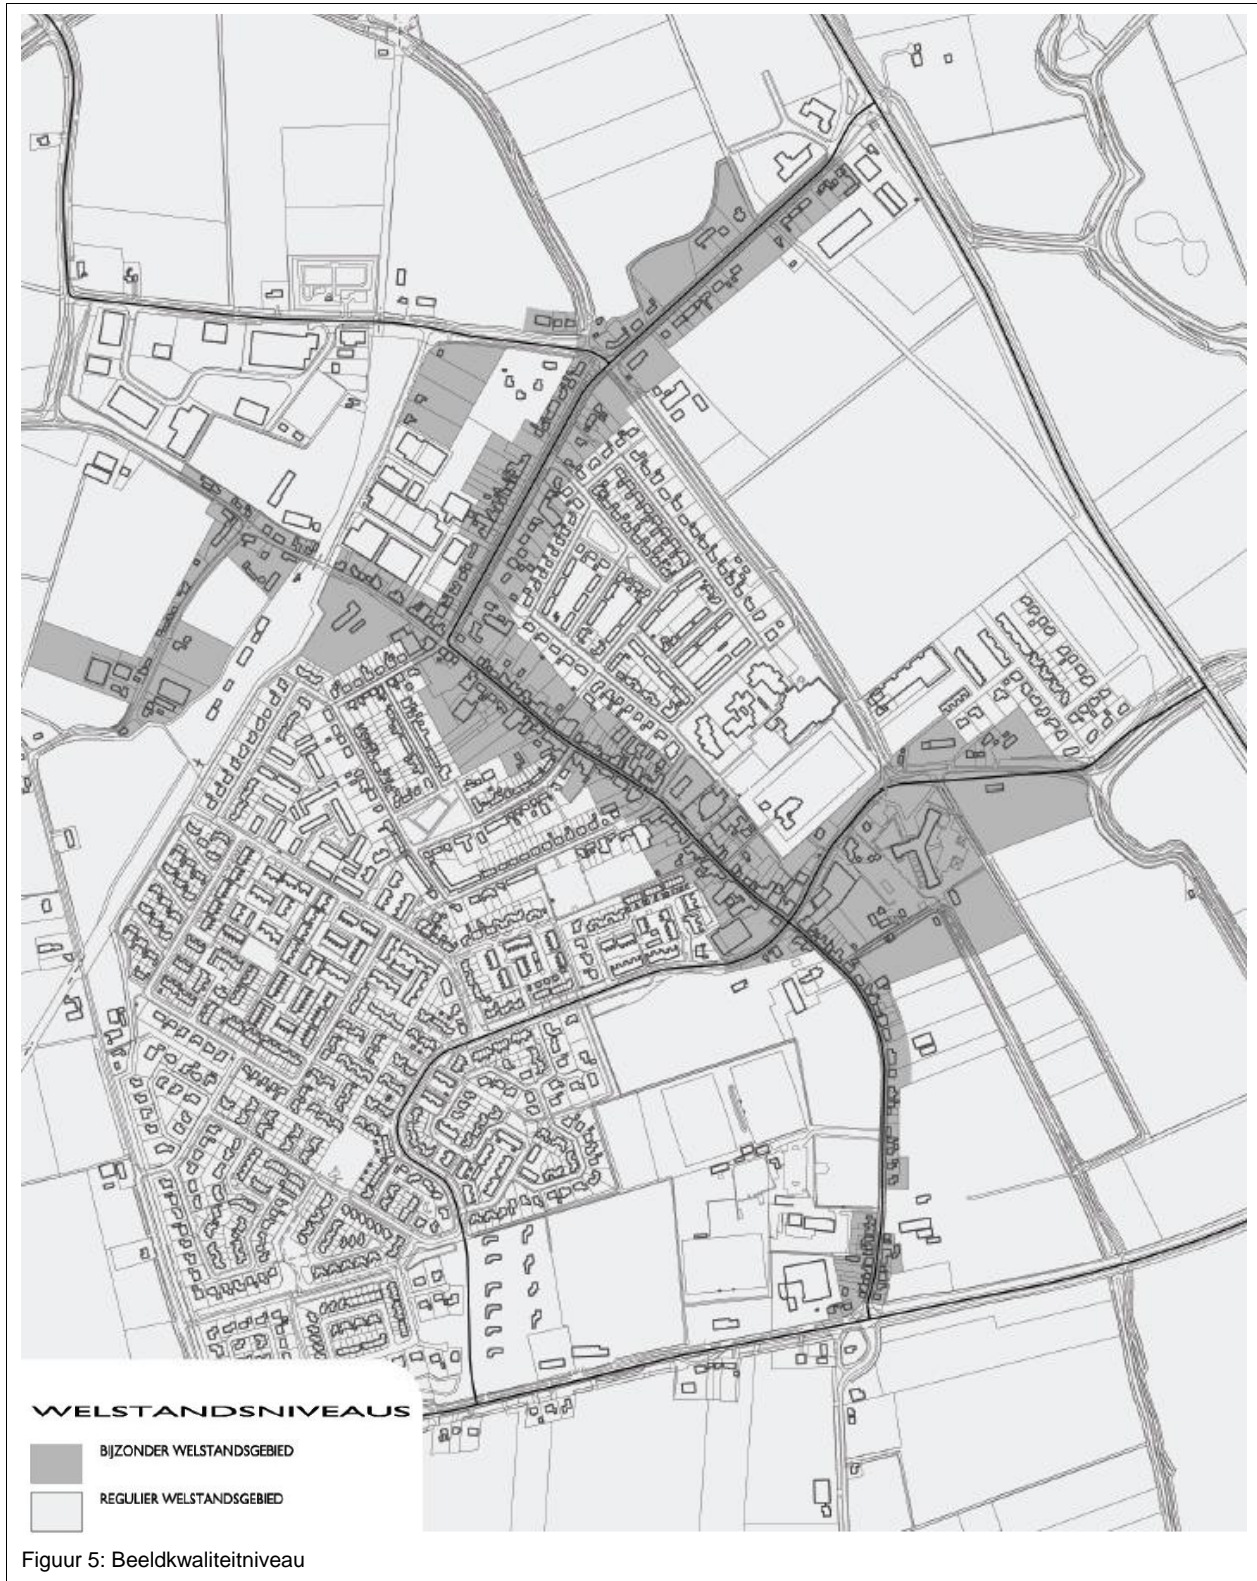 WELSTANDSNIVEAUS
BIJZONDER WELSTANDSGEBIED
REGULIER WELSTANDSGEBIED
Figuur 5: Beeldkwaliteitniveau